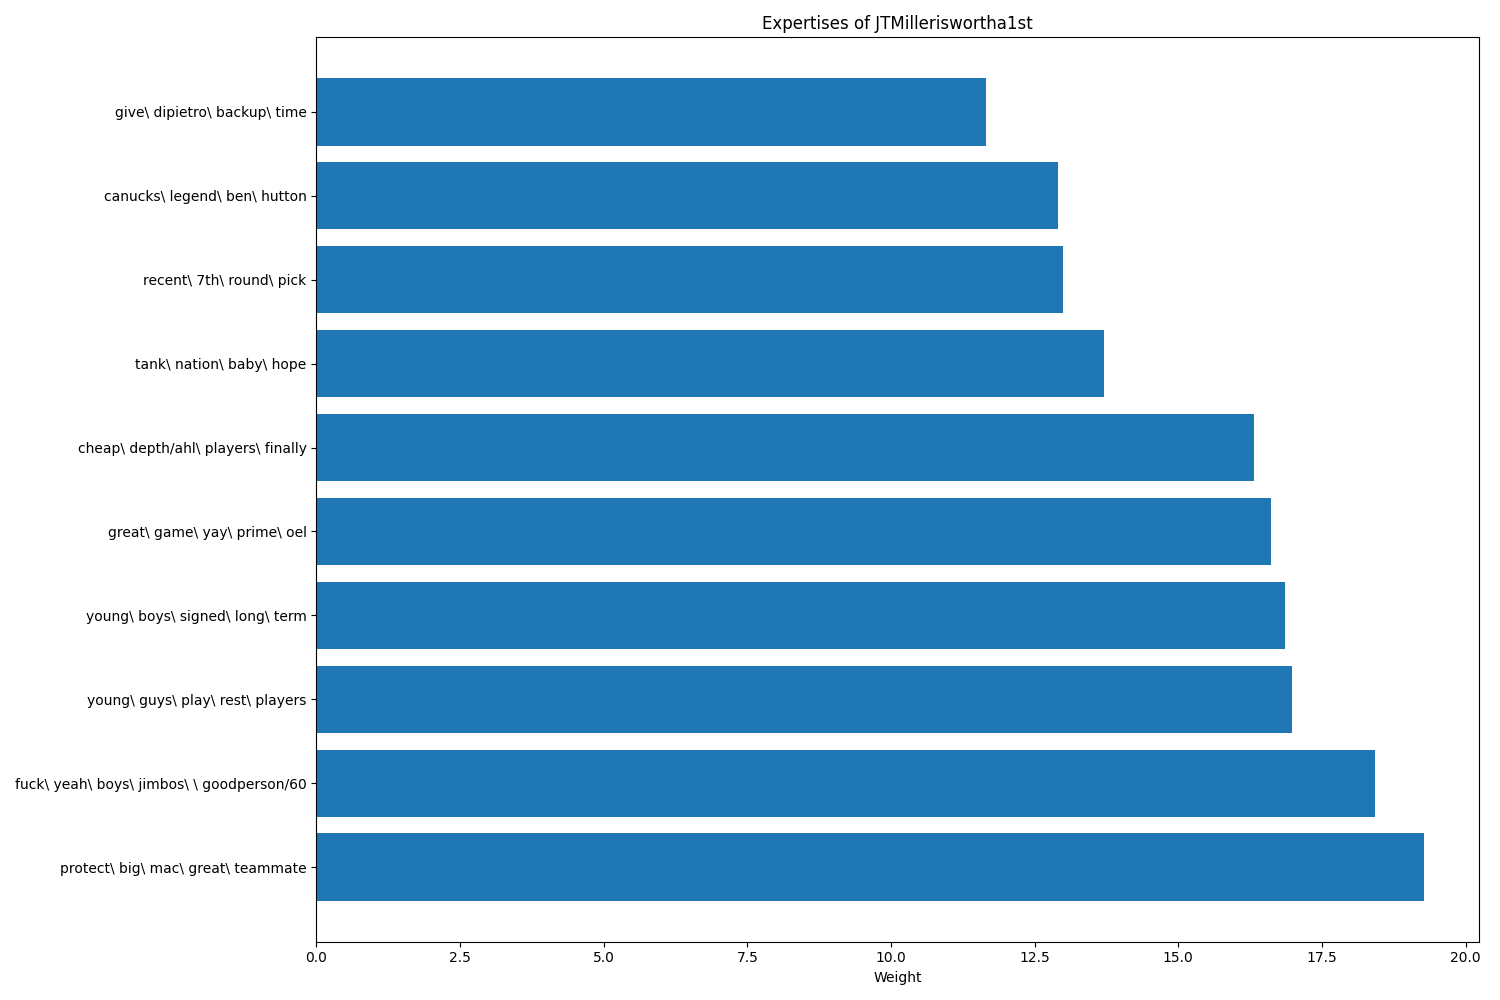 Expertises of JTMilleriswortha1st
give\ dipietro\ backup\ time
canucks\ legend\ ben\ hutton
recent\ 7th\ round\ pick
tank\ nation\ baby\ hope
cheap\ depth/ahl\ players\ finally
great\ game\ yay\ prime\ oel
young\ boys\ signed\ long\ term
young\ guys\ play\ rest\ players
fuck\ yeah\ boys\ jimbos\ \ goodperson/60
protect\ big\ mac\ great\ teammate
0.0 2.5 5.0 7.5 10.0 12.5 15.0 17.5 20.0
Weight